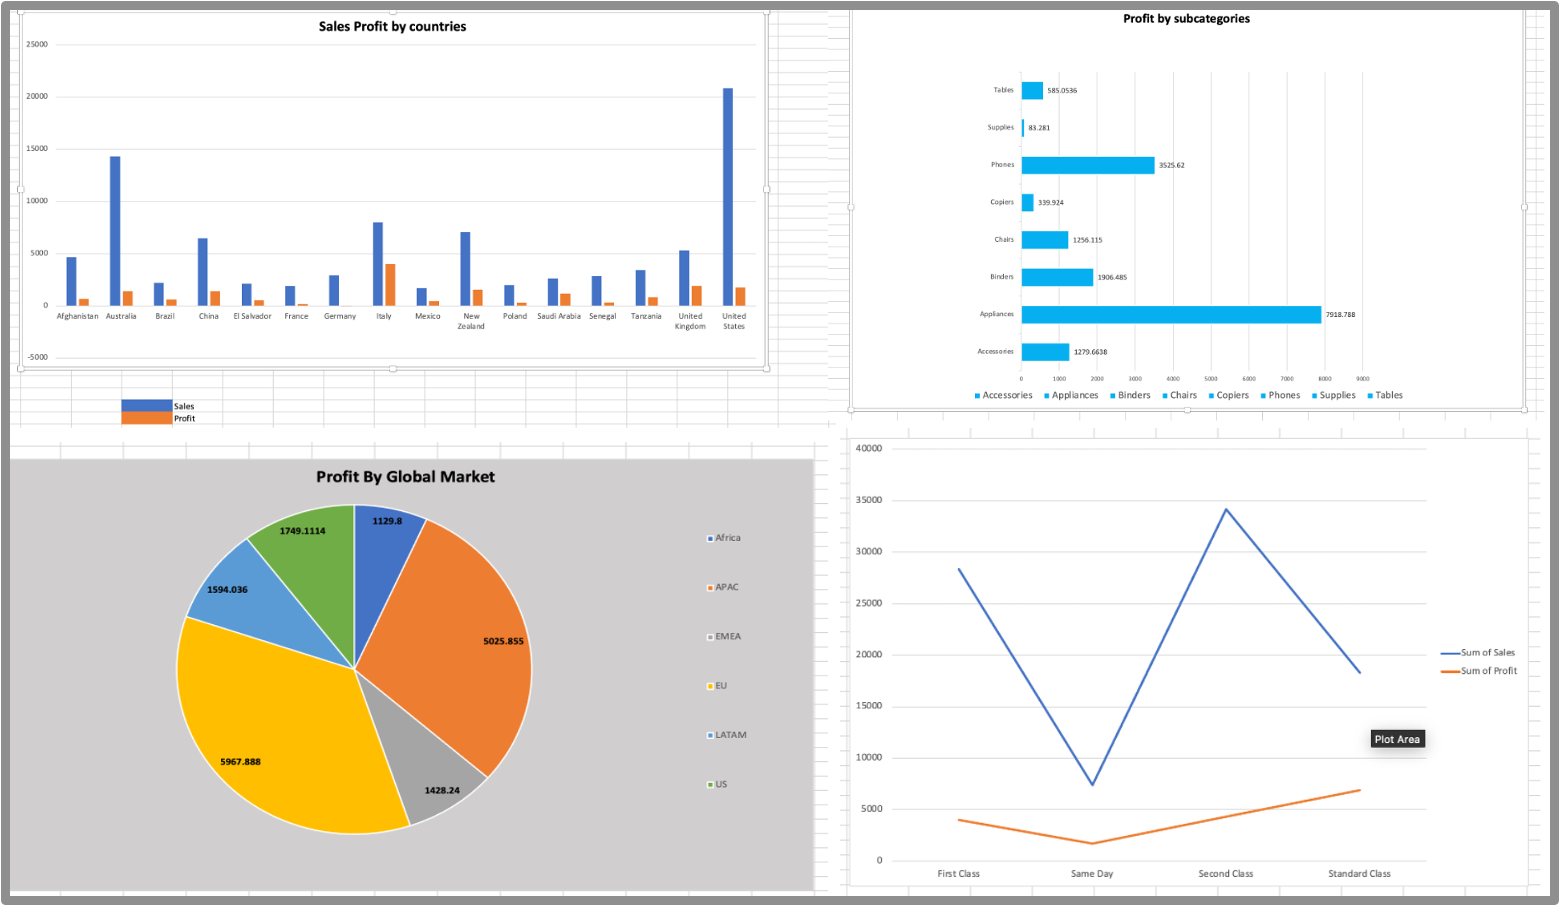 Sales Profit by countries
25000
20000
15000
10000
5000
0
-5000
Afghanistan Australia Brazil China El Salvador France Germany Italy Mexico New Zealand Poland Saudi Arabia Senegal Tanzania United Kingdom United States
Sales
Profit
Profit by subcategories
Tables 585.0536
Supplies 83.281
Phones 3525.62
Copiers 339.924
Chairs 1256.115
Binders 1906.485
Appliances 7918.788
Accessories 1279.6638
0 1000 2000 3000 4000 5000 6000 7000 8000 9000
Accessories Appliances Binders Chairs Copiers Phones Supplies Tables
Profit By Global Market
1749.1114
1129.8
1594.036
5025.855
5967.888
1428.24
Africa
APAC
EMEA
EU
LATAM
US
40000
35000
30000
25000
20000
15000
10000
5000
0
First Class Same Day Second Class Standard Class
Sum of Sales
Sum of Profit
Plot Area